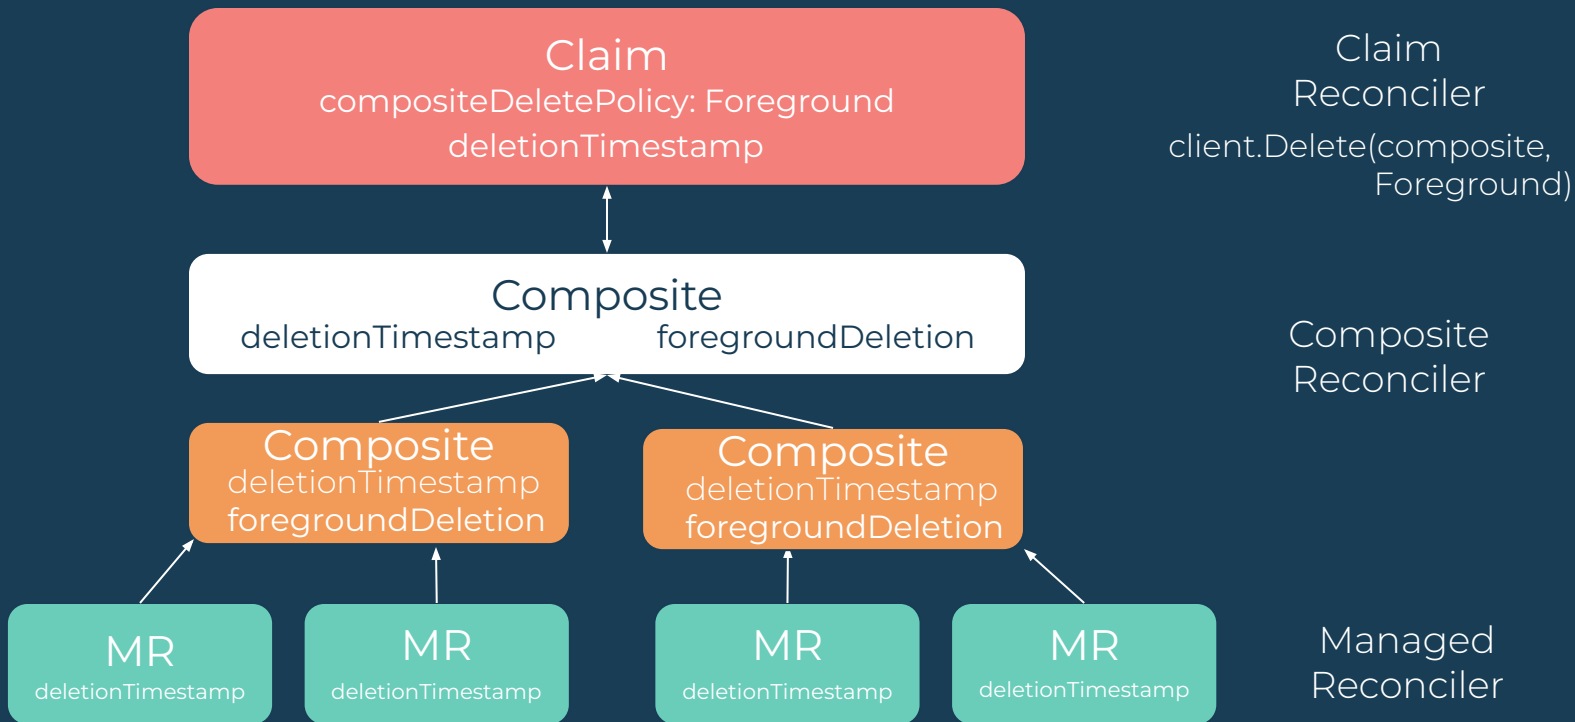 Claim
compositeDeletePolicy: Foreground
deletionTimestamp
Claim
Reconciler
client.Delete(composite,
Foreground)
Composite
deletionTimestamp foregroundDeletion
Composite
Reconciler
Composite
deletionTimestamp
foregroundDeletion
Composite
deletionTimestamp
foregroundDeletion
MR
deletionTimestamp
MR
deletionTimestamp
MR
deletionTimestamp
MR
deletionTimestamp
Managed
Reconciler